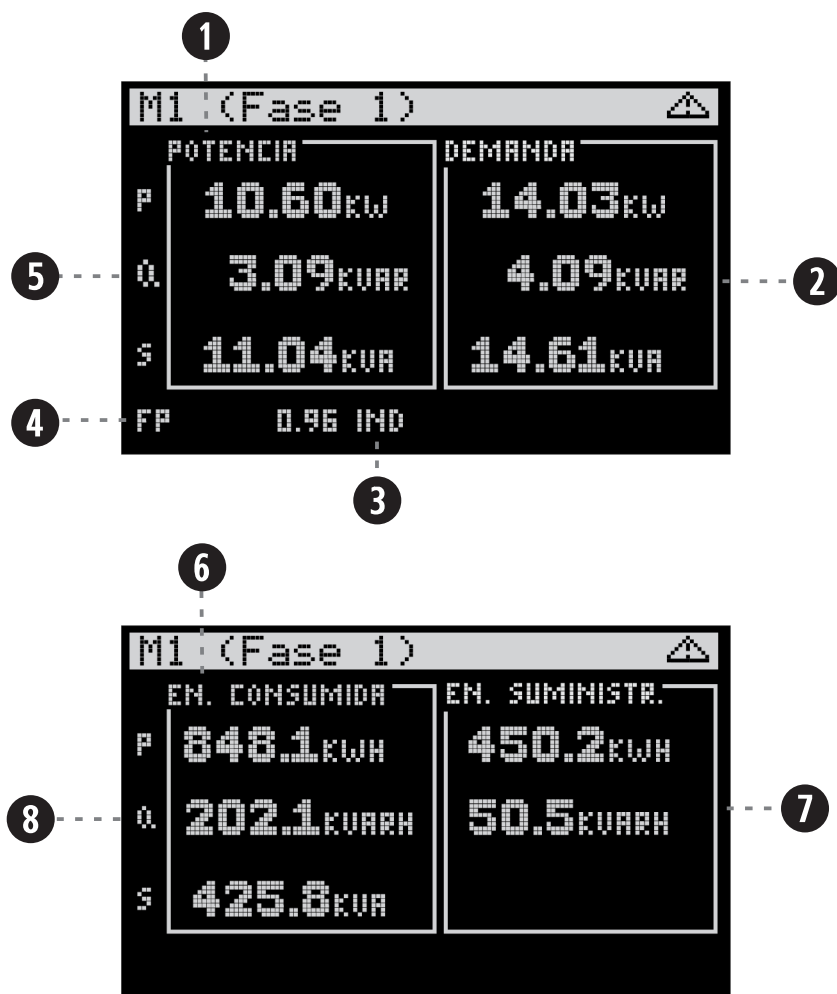 1
M1 (Fase 1)
POTENCIA DEMANDA
P 10.60KW 14.03KW
5 Q 3.09KVAR 4.09KVAR 2
S 11.04KVA 14.61KVA
4 FP 0.96 IND
3
6
M1 (Fase 1)
EN. CONSUMIDA EN. SUMINISTR.
P 848.1KWH 450.2KWH
8 Q 202.1KVARH 50.5KVARH 7
S 425.8KVA